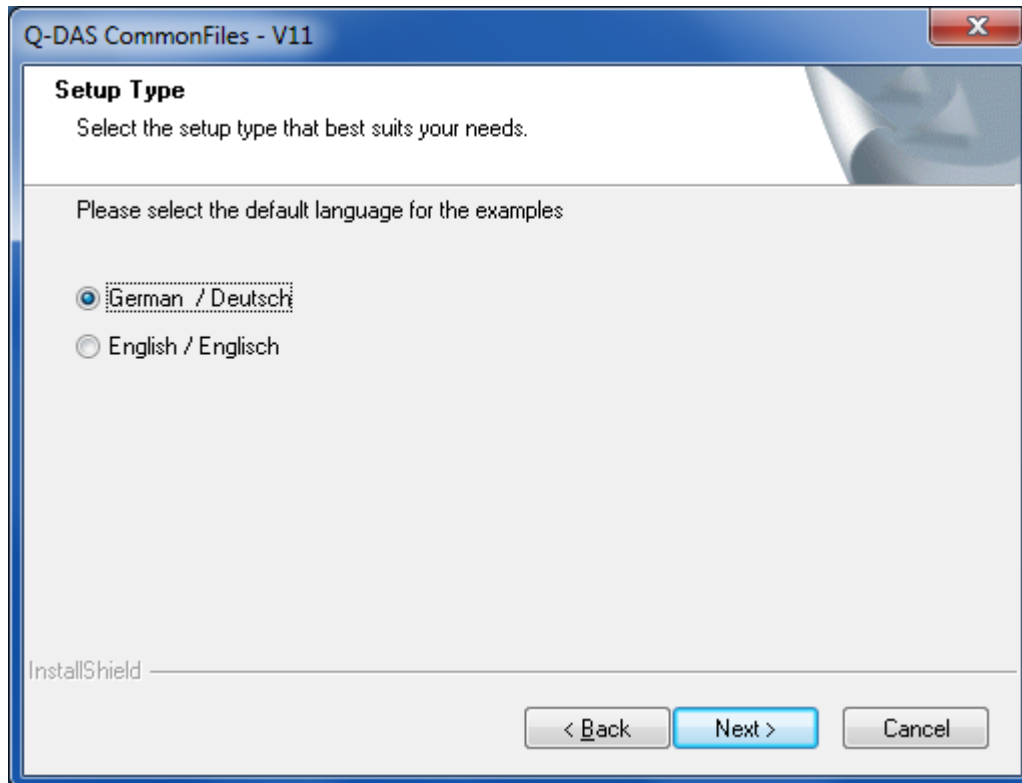 Q-DAS CommonFiles - V11
Setup Type
Select the setup type that best suits your needs.
Please select the default language for the examples
German / Deutsch
English / Englisch
InstallShield
< Back
Next >
Cancel